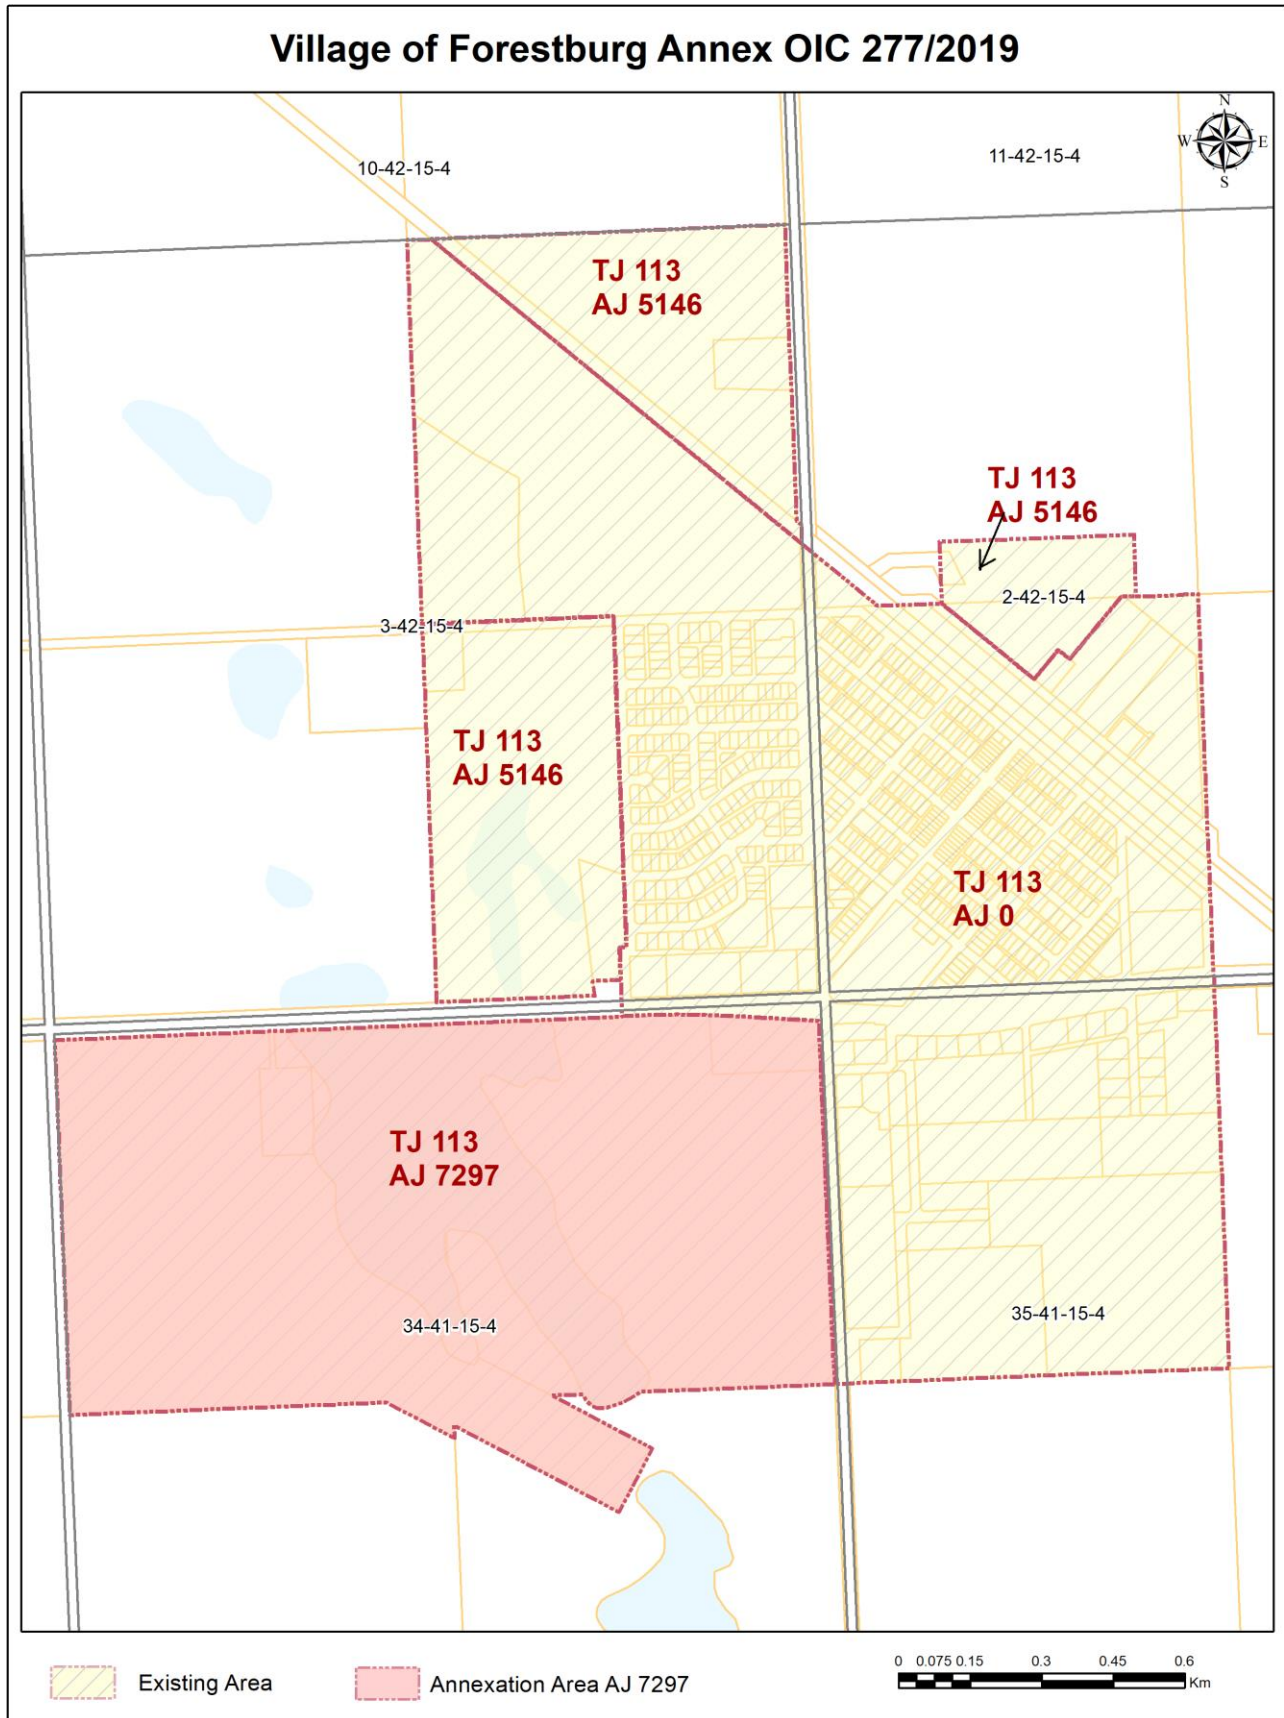 Village of Forestburg Annex OIC 277/2019
N
W
E
S
10-42-15-4
11-42-15-4
TJ 113
AJ 5146
TJ 113
AJ 5146
2-42-15-4
3-42-15-4
TJ 113
AJ 5146
TJ 113
AJ 0
TJ 113
AJ 7297
34-41-15-4
35-41-15-4
Existing Area
Annexation Area AJ 7297
0 0.075 0.15 0.3 0.45 0.6
Km